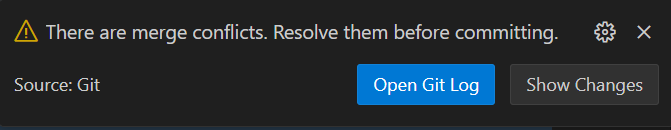 There are merge conflicts. Resolve them before committing.
Source: Git
Open Git Log
Show Changes